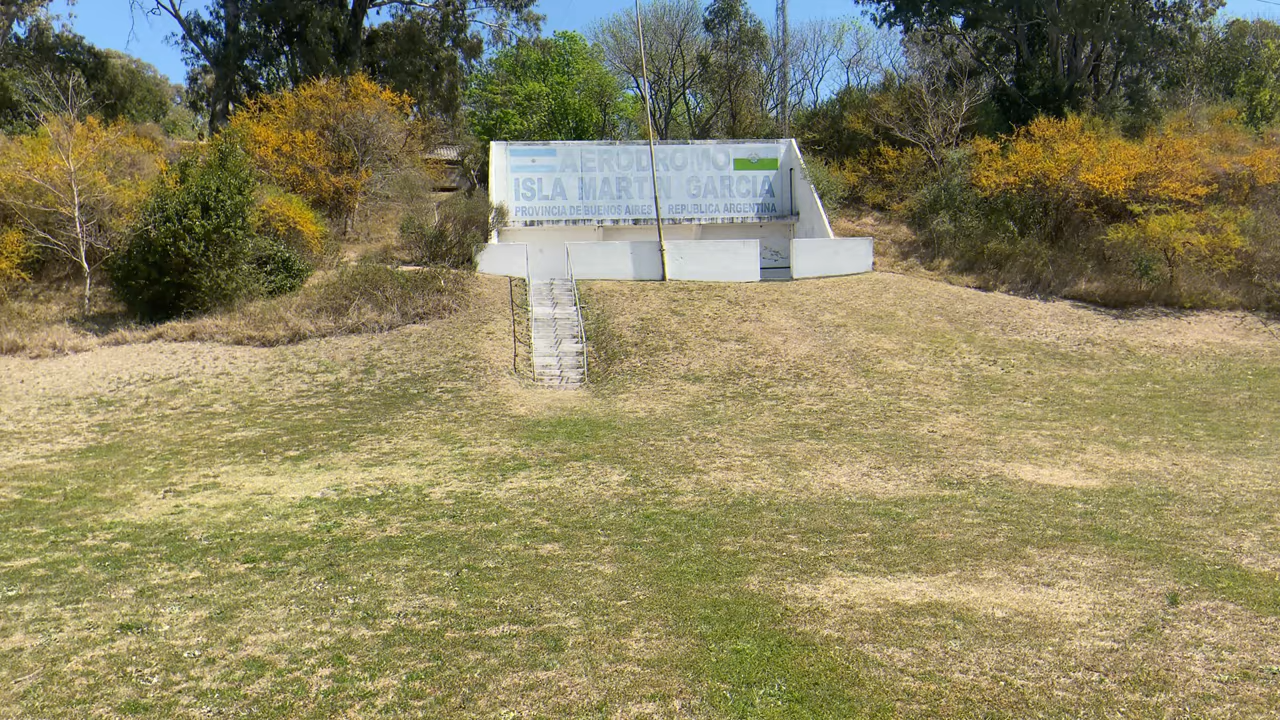 AERODROMO
ISLA MARTIN GARCIA
PROVINCIA DE BUENOS AIRES - REPUBLICA ARGENTINA